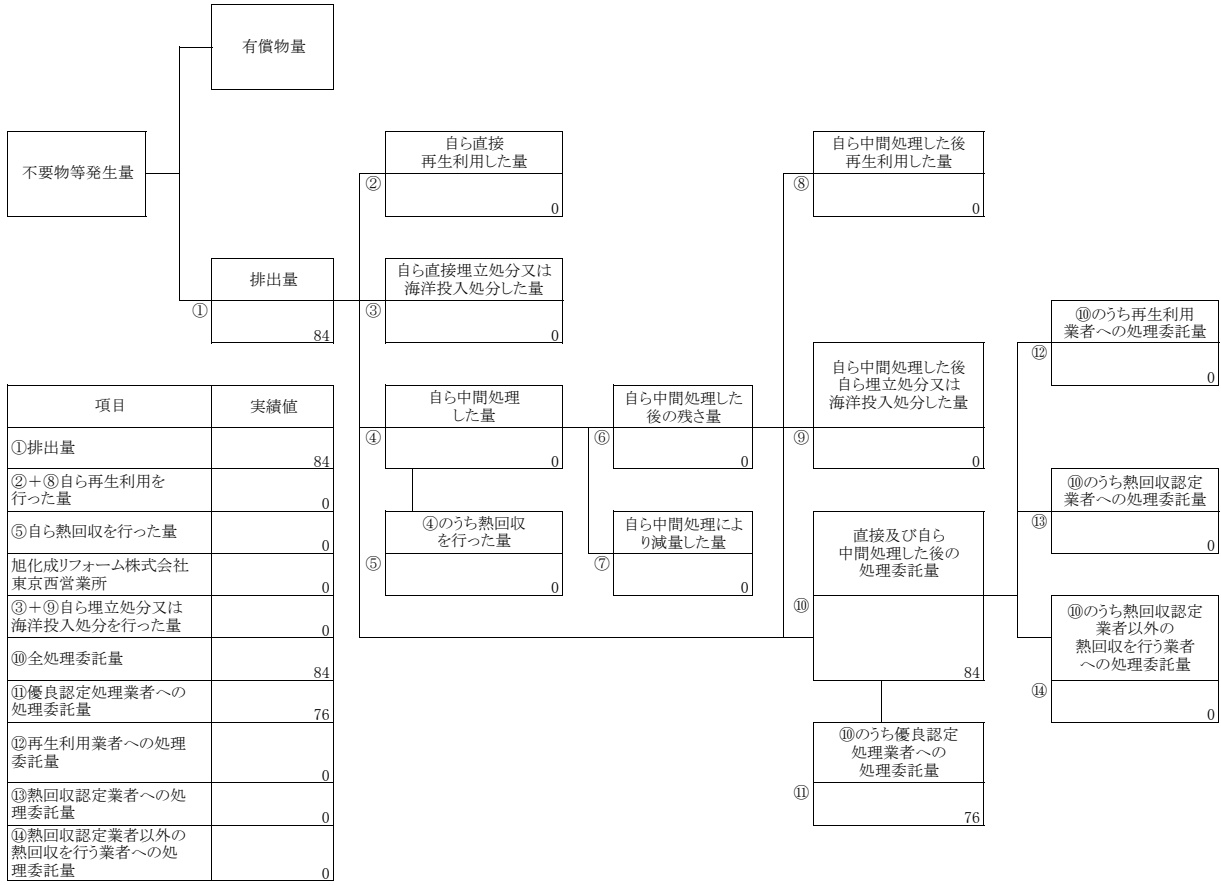 有償物量
不要物等発生量
自ら直接
再生利用した量
②
0
自ら中間処理した後
再生利用した量
⑧
0
排出量
①
84
自ら直接埋立処分又は
海洋投入処分した量
③
0
⑩のうち再生利用
業者への処理委託量
⑫
0
自ら中間処理
した量
④
0
自ら中間処理した
後の残さ量
⑥
0
自ら中間処理した後
自ら埋立処分又は
海洋投入処分した量
⑨
0
⑩のうち熱回収認定
業者への処理委託量
⑬
0
④のうち熱回収
を行った量
⑤
0
自ら中間処理によ
り減量した量
⑦
0
直接及び自ら
中間処理した後の
処理委託量
⑩
84
⑩のうち熱回収認定
業者以外の
熱回収を行う業者
への処理委託量
⑭
0
⑩のうち優良認定
処理業者への
処理委託量
⑪
76
項目
実績値
①排出量
84
②+⑧自ら再生利用を
行った量
0
⑤自ら熱回収を行った量
0
旭化成リフォーム株式会社
東京西営業所
0
③+⑨自ら埋立処分又は
海洋投入処分を行った量
0
⑩全処理委託量
84
⑪優良認定処理業者への
処理委託量
76
⑫再生利用業者への処理
委託量
0
⑬熱回収認定業者への処
理委託量
0
⑭熱回収認定業者以外の
熱回収を行う業者への処
理委託量
0